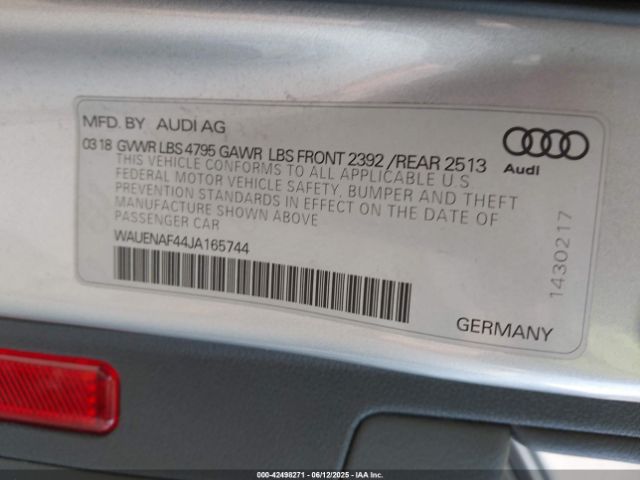 MFD. BY AUDI AG
03 18 GVWR LBS 4795 GAWR LBS FRONT 2392 /REAR 2513
THIS VEHICLE CONFORMS TO ALL APPLICABLE U.S.
FEDERAL MOTOR VEHICLE SAFETY, BUMPER AND THEFT
PREVENTION STANDARDS IN EFFECT ON THE DATE OF
MANUFACTURE SHOWN ABOVE
PASSENGER CAR
WAUENAF44JA165744
Audi
1430217
GERMANY
000-42498271 - 06/12/2025 - IAA Inc.